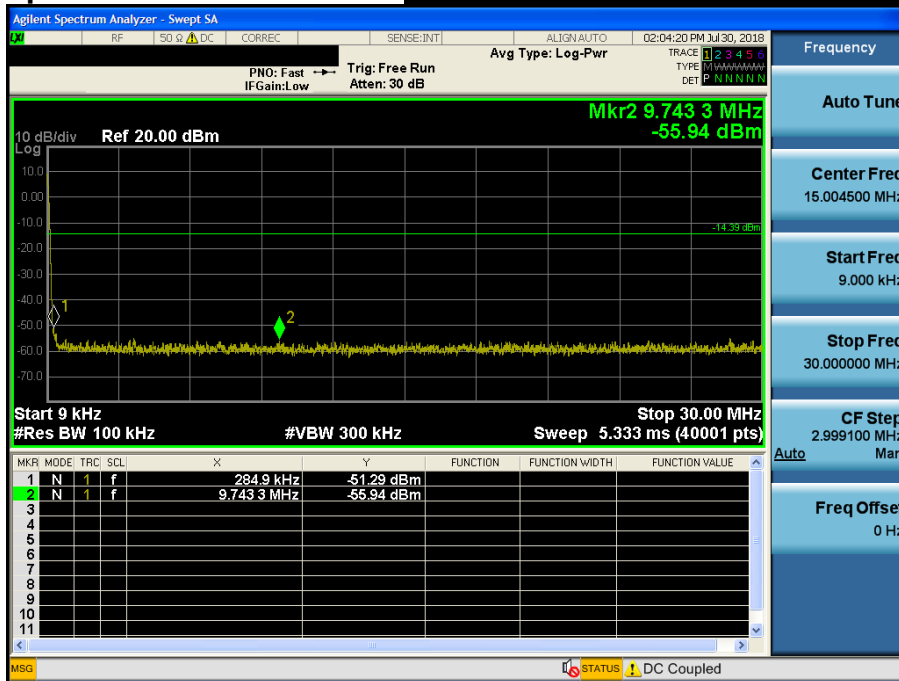 Agilent Spectrum Analyzer - Swept SA
LXI RF 50 Ω DC CORREC SENSE:INT ALIGN AUTO 02:04:20 PM Jul 30, 2018
Avg Type: Log-Pwr
TRACE 1 2 3 4 5 6
TYPE M
DET P N N N N N
PNO: Fast
IFGain:Low
Trig: Free Run
Atten: 30 dB
Mkr2 9.743 3 MHz
-55.94 dBm
10 dB/div
Log
Ref 20.00 dBm
10.0
0.00
-10.0
-14.39 dBm
-20.0
-30.0
-40.0
1
2
-50.0
-60.0
-70.0
Start 9 kHz Stop 30.00 MHz
#Res BW 100 kHz #VBW 300 kHz Sweep 5.333 ms (40001 pts)
MKR MODE TRC SCL X Y FUNCTION FUNCTION WIDTH FUNCTION VALUE
1 N 1 f 284.9 kHz -51.29 dBm
2 N 1 f 9.743 3 MHz -55.94 dBm
3
4
5
6
7
8
9
10
11
MSG STATUS DC Coupled
Frequency
Auto Tune
Center Freq
15.004500 MHz
Start Freq
9.000 kHz
Stop Freq
30.000000 MHz
CF Step
2.999100 MHz
Auto Man
Freq Offset
0 Hz